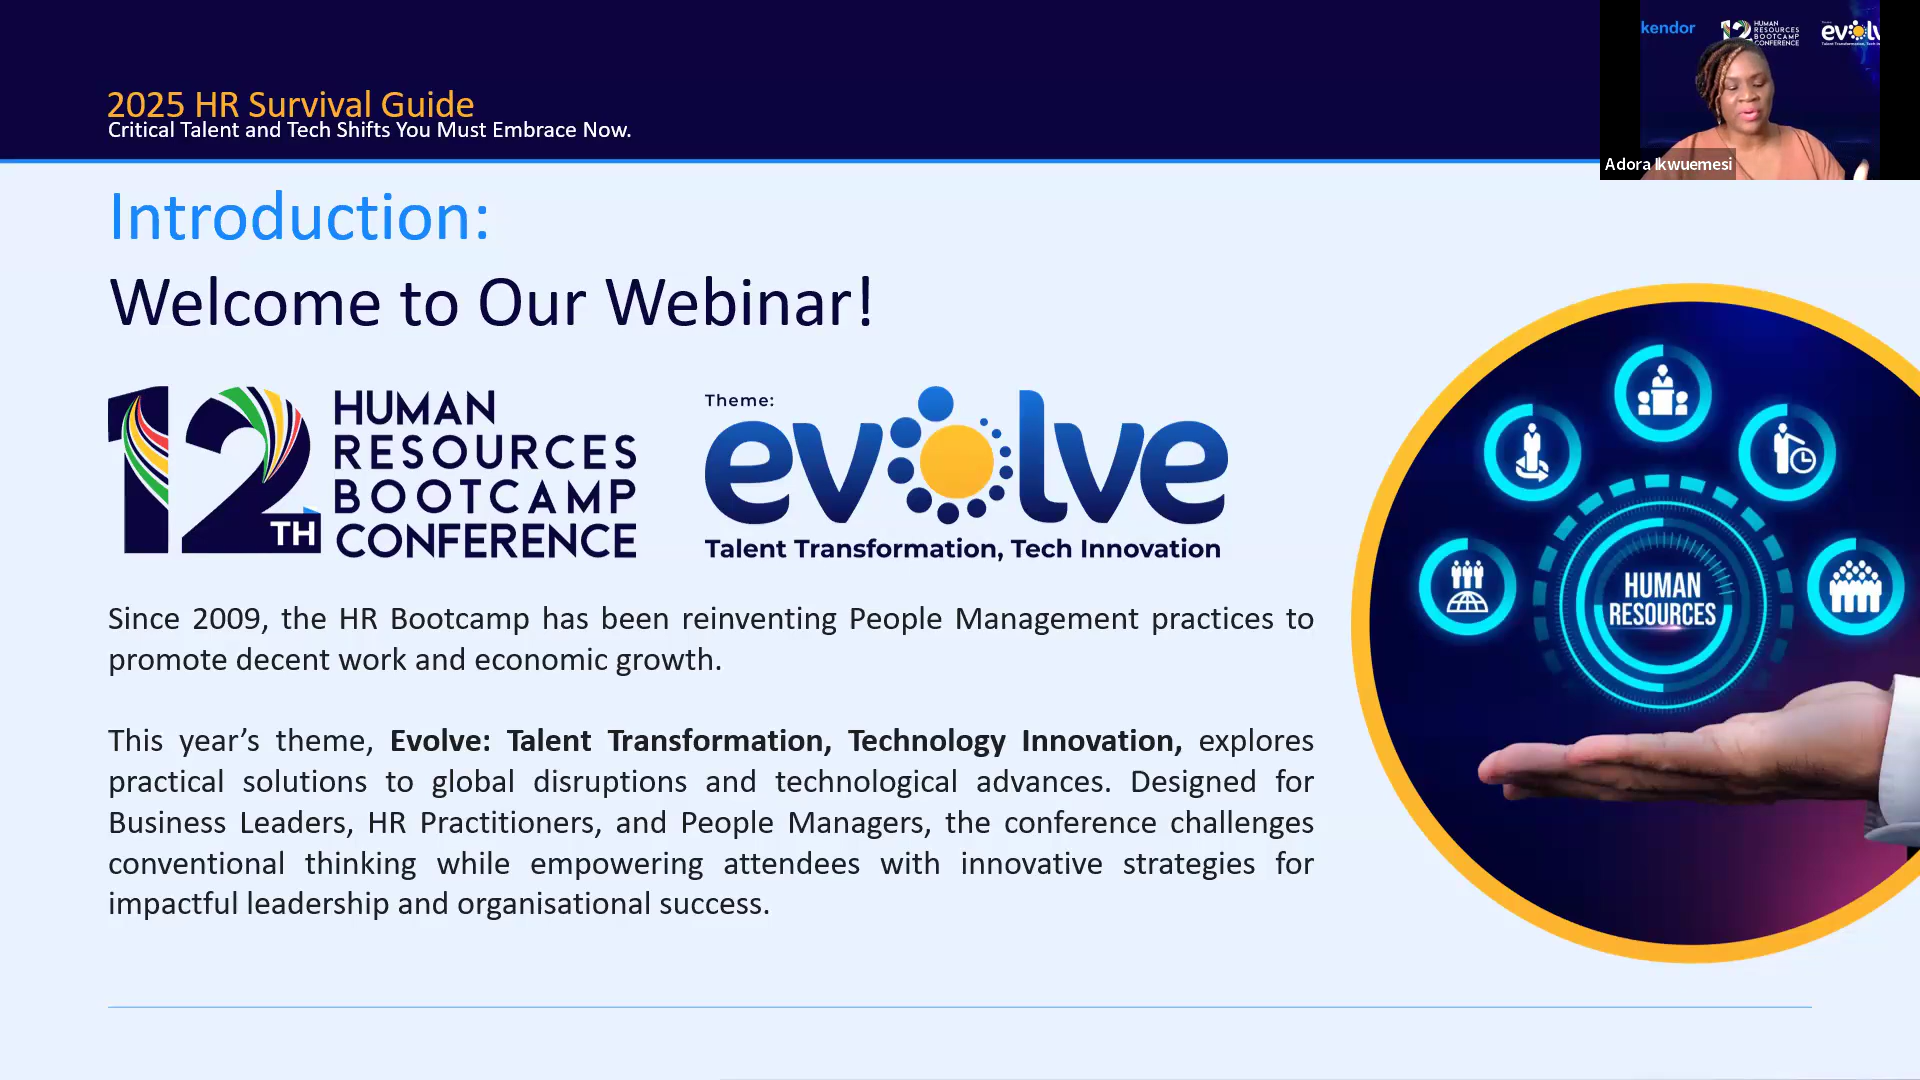 2025 HR Survival Guide
Critical Talent and Tech Shifts You Must Embrace Now.
kendor
12 HUMAN
RESOURCES
BOOTCAMP
CONFERENCE
Adora Ikwuemesi
Introduction:
Welcome to Our Webinar!
12TH
HUMAN
RESOURCES
BOOTCAMP
CONFERENCE
Theme:
evolve
Talent Transformation, Tech Innovation
Since 2009, the HR Bootcamp has been reinventing People Management practices to
promote decent work and economic growth.
This year’s theme, Evolve: Talent Transformation, Technology Innovation, explores
practical solutions to global disruptions and technological advances. Designed for
Business Leaders, HR Practitioners, and People Managers, the conference challenges
conventional thinking while empowering attendees with innovative strategies for
impactful leadership and organisational success.
HUMAN
RESOURCES